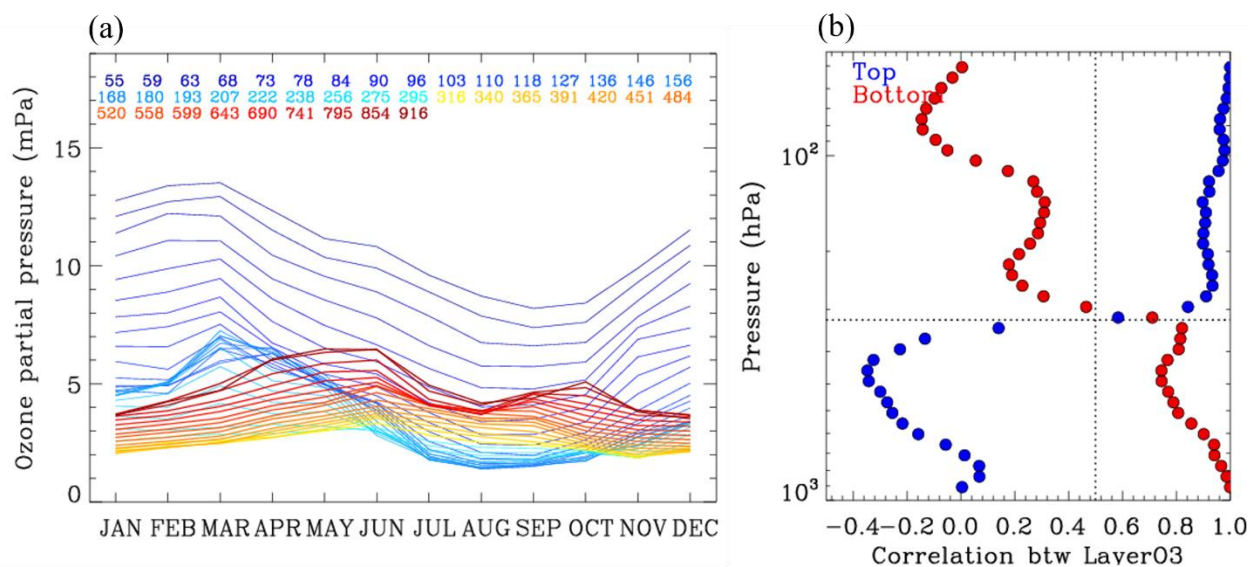 (a)
55 59 63 68 73 78 84 90 96 103 110 118 127 136 146 156
168 180 193 207 222 238 256 275 295 316 340 365 391 420 451 484
520 558 599 643 690 741 795 854 916
15
10
5
0
Ozone partial pressure (mPa)
JAN FEB MAR APR MAY JUN JUL AUG SEP OCT NOV DEC
(b)
Top
Bottom
10²
10³
Pressure (hPa)
-0.4 -0.2 0.0 0.2 0.4 0.6 0.8 1.0
Correlation btw LayerO3